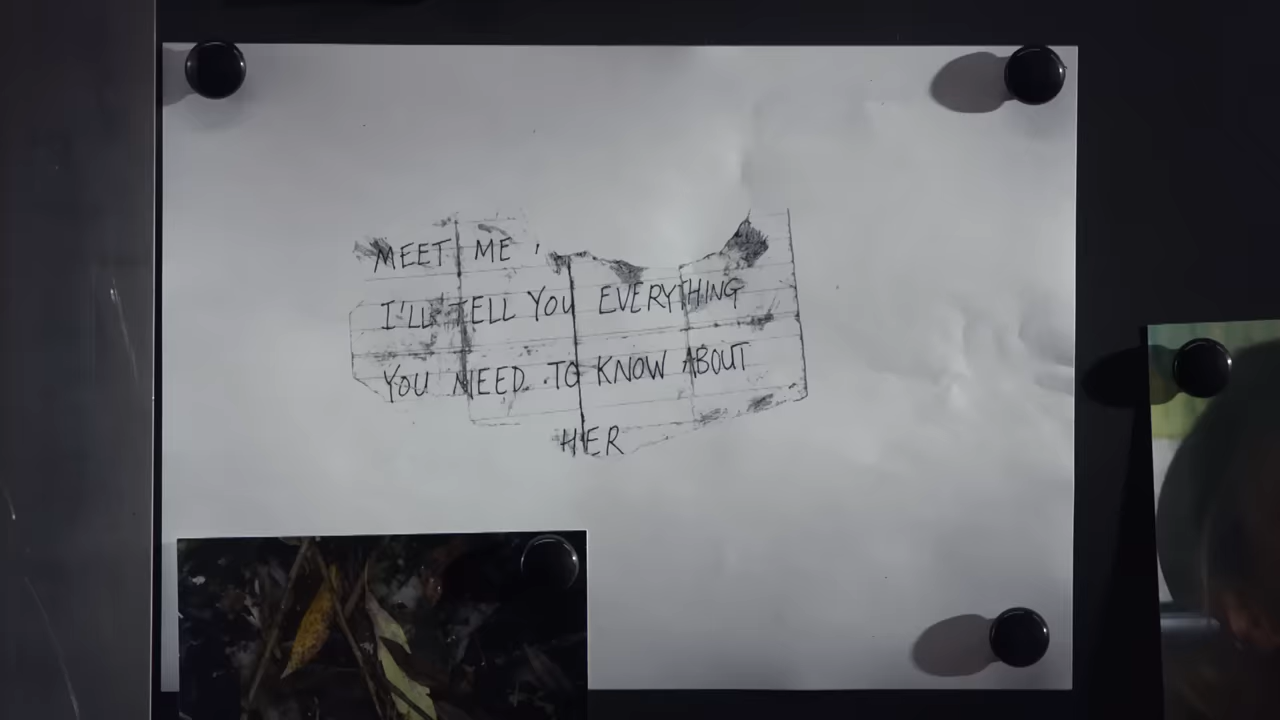 MEET ME
I'LL TELL YOU EVERYTHING
YOU NEED TO KNOW ABOUT
HER